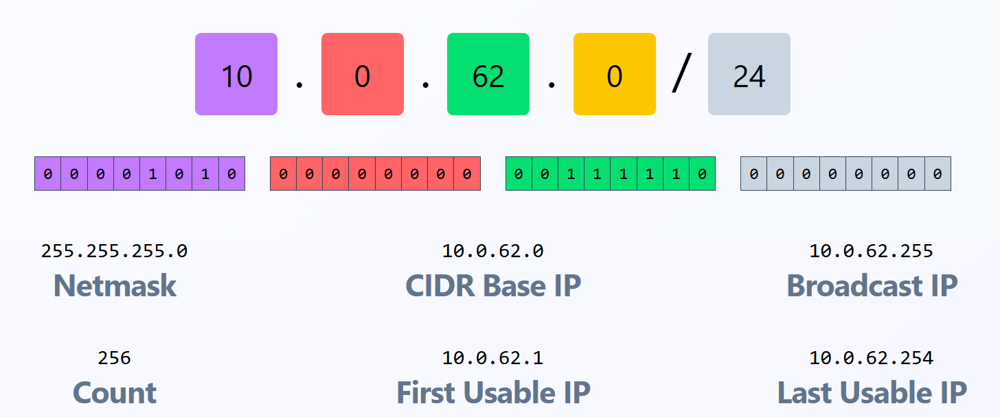 10 . 0 . 62 . 0 / 24
0 0 0 0 1 0 1 0 0 0 0 0 0 0 0 0 0 0 1 1 1 1 1 0 0 0 0 0 0 0 0 0
255.255.255.0 10.0.62.0 10.0.62.255
Netmask CIDR Base IP Broadcast IP
256 10.0.62.1 10.0.62.254
Count First Usable IP Last Usable IP